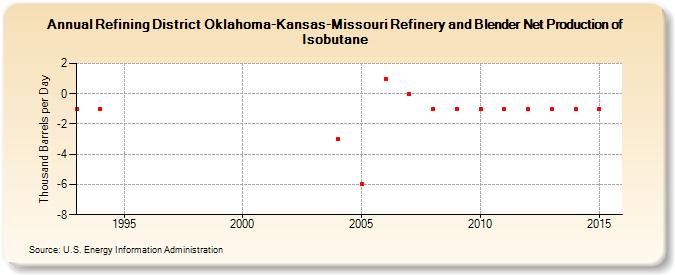 Annual Refining District Oklahoma-Kansas-Missouri Refinery and Blender Net Production of
Isobutane
Thousand Barrels per Day
2
0
-2
-4
-6
-8
1995
2000
2005
2010
2015
Source: U.S. Energy Information Administration